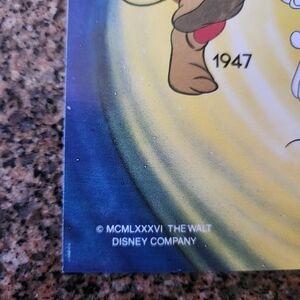 1947
© MCMLXXXVI THE WALT
DISNEY COMPANY